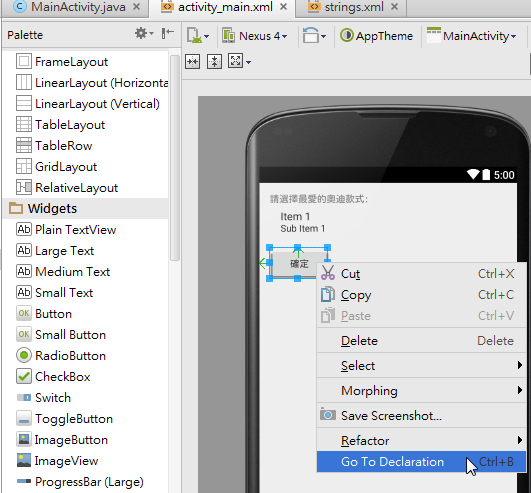 MainActivity.java
activity_main.xml
strings.xml
Palette
Nexus 4
AppTheme
MainActivity
FrameLayout
LinearLayout (Horizonta
LinearLayout (Vertical)
TableLayout
TableRow
GridLayout
RelativeLayout
Widgets
Ab Plain TextView
Ab Large Text
Ab Medium Text
Ab Small Text
OK Button
OK Small Button
RadioButton
CheckBox
Switch
OK ToggleButton
ImageButton
ImageView
ProgressBar (Large)
5:00
請選擇最愛的奧迪款式:
Item 1
Sub Item 1
確定
Cut Ctrl+X
Copy Ctrl+C
Paste Ctrl+V
Delete Delete
Select
Morphing
Save Screenshot...
Refactor
Go To Declaration Ctrl+B